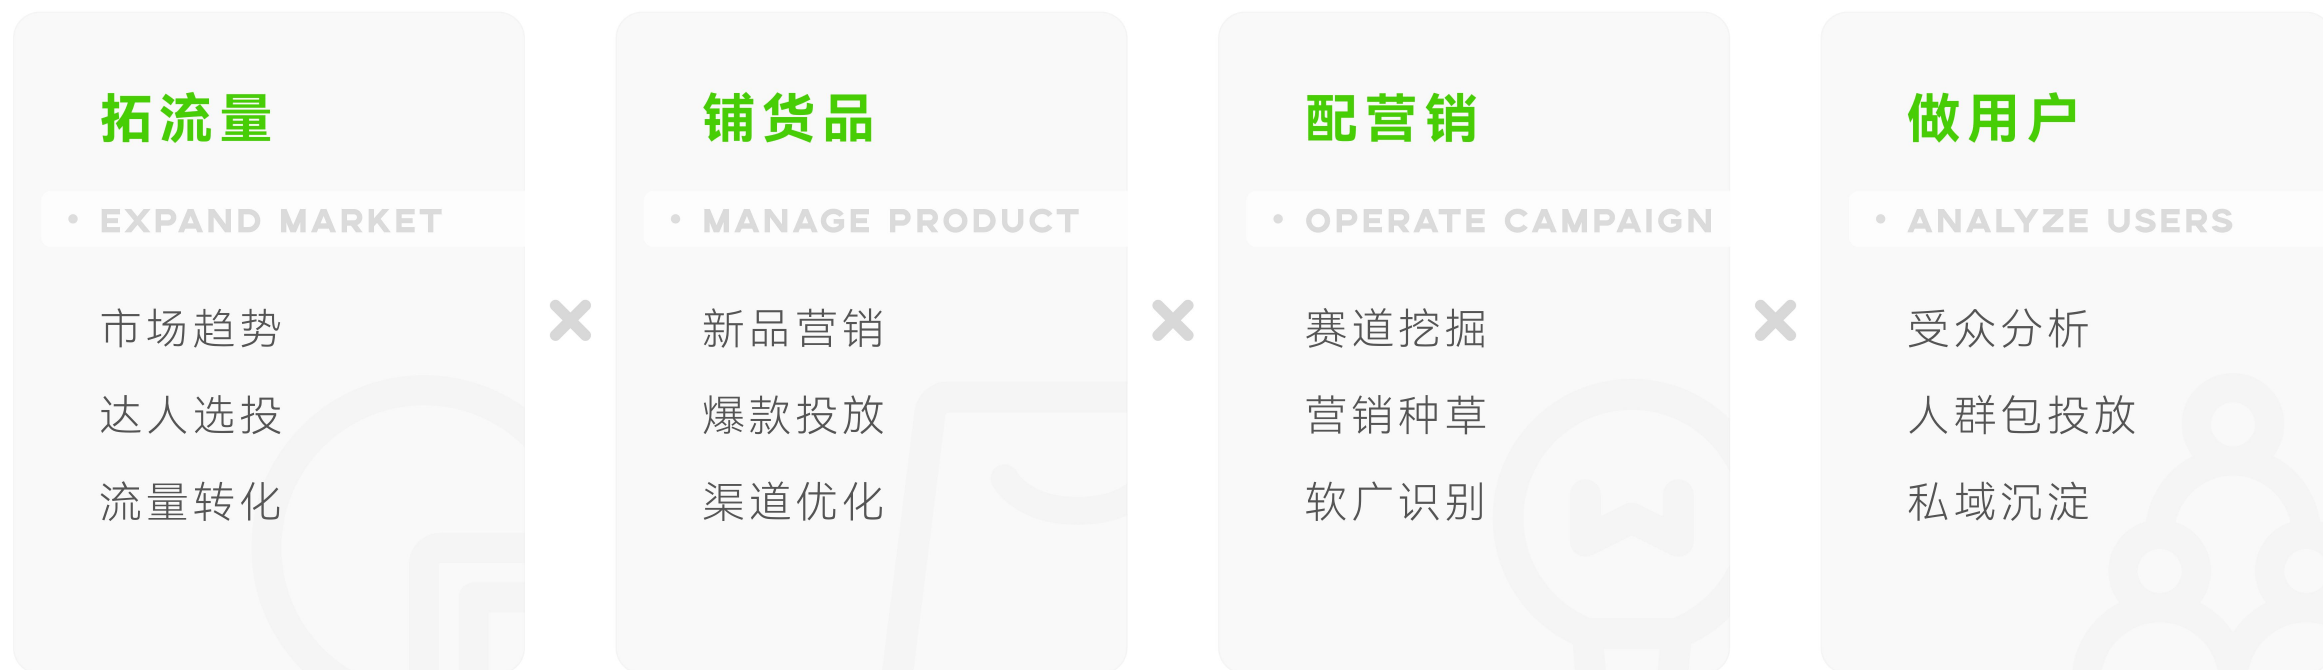 拓流量
• EXPAND MARKET
市场趋势
达人选投
流量转化
×
铺货品
• MANAGE PRODUCT
新品营销
爆款投放
渠道优化
×
配营销
• OPERATE CAMPAIGN
赛道挖掘
营销种草
软广识别
×
做用户
• ANALYZE USERS
受众分析
人群包投放
私域沉淀